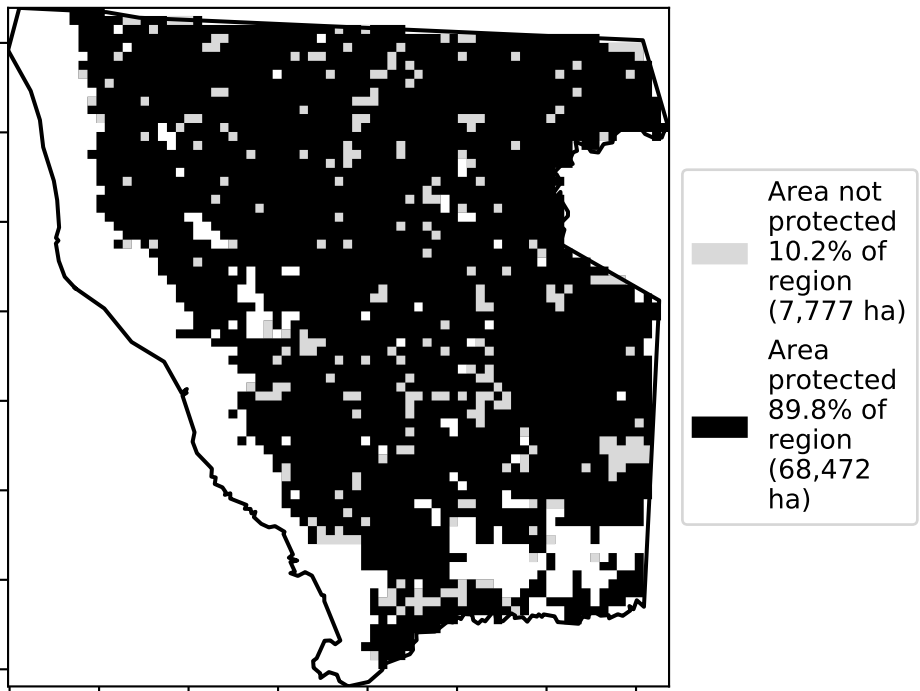 Area not
protected
10.2% of
region
(7,777 ha)
Area
protected
89.8% of
region
(68,472
ha)